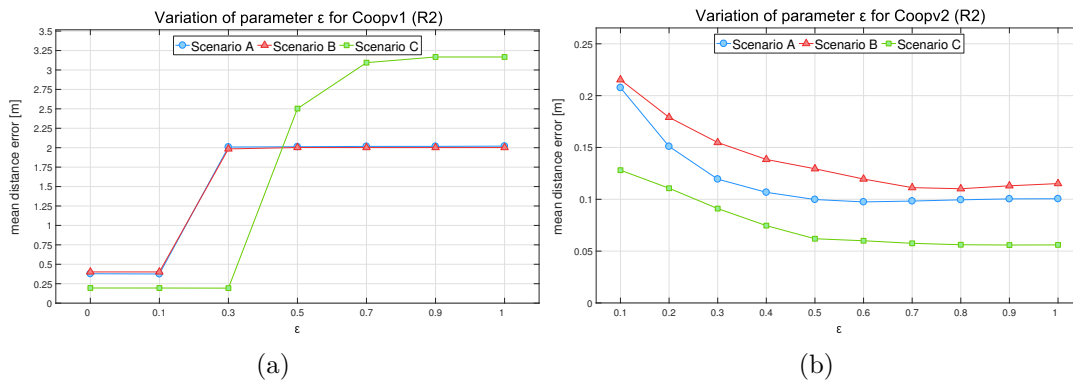 Variation of parameter ε for Coopv1 (R2)
Scenario A Scenario B Scenario C
mean distance error [m]
3.5
3.25
3
2.75
2.5
2.25
2
1.75
1.5
1.25
1
0.75
0.5
0.25
0
0 0.1 0.3 0.5 0.7 0.9 1
ε
(a)
Variation of parameter ε for Coopv2 (R2)
Scenario A Scenario B Scenario C
mean distance error [m]
0.25
0.2
0.15
0.1
0.05
0
0.1 0.2 0.3 0.4 0.5 0.6 0.7 0.8 0.9 1
ε
(b)